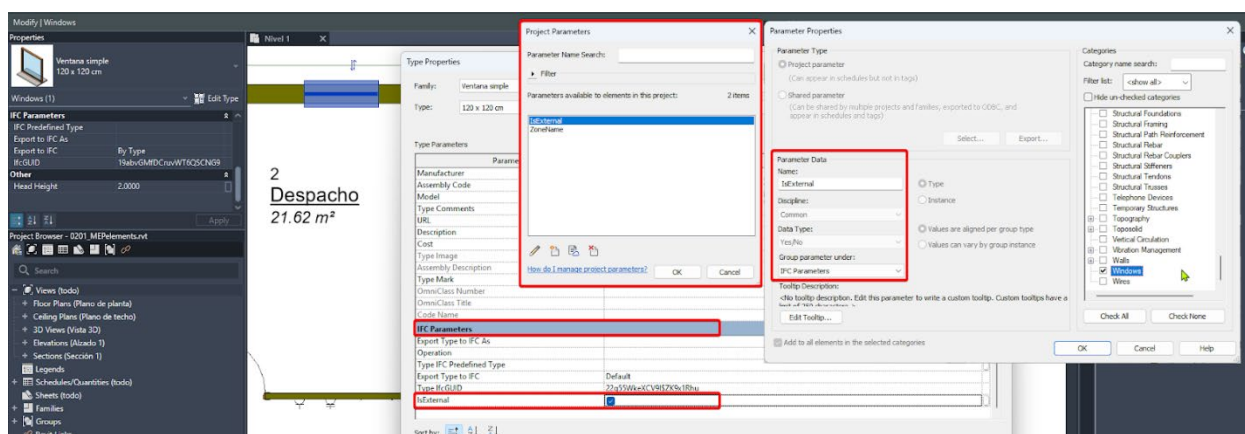 Modify | Windows
Properties
Ventana simple
120 x 120 cm
Windows (1)
Edit Type
IFC Parameters
IFC Predefined Type
Export to IFC As
Export to IFC
By Type
IfcGUID
19abvGMfDCruvWT6QSCNG9
Other
Head Height
2.0000
Apply
Project Browser - 0201_MEPelements.rvt
Search
Views (todo)
Floor Plans (Plano de planta)
Ceiling Plans (Plano de techo)
3D Views (Vista 3D)
Elevations (Alzado 1)
Sections (Sección 1)
Legends
Schedules/Quantities (todo)
Sheets (todo)
Families
Groups
Nivel 1
2
Despacho
21.62 m²
Type Properties
Family:
Ventana simple
Type:
120 x 120 cm
Type Parameters
Parame
Manufacturer
Assembly Code
Model
Type Comments
URL
Description
Cost
Type Image
Assembly Description
Type Mark
OmniClass Number
OmniClass Title
Code Name
IFC Parameters
Export Type to IFC As
Operation
Type IFC Predefined Type
Export Type to IFC
Default
Type IfcGUID
IsExternal
Sort by:
Project Parameters
Parameter Name Search:
Filter
Parameters available to elements in this project:
2 items
IsExternal
ZoneName
How do I manage project parameters?
OK
Cancel
Parameter Properties
Parameter Type
Project parameter
(Can appear in schedules but not in tags)
Shared parameter
(Can be shared by multiple projects and families, exported to ODBC, and
appear in schedules and tags)
Select...
Export...
Parameter Data
Name:
IsExternal
Type
Discipline:
Instance
Common
Data Type:
Values are aligned per group type
Yes/No
Values can vary by group instance
Group parameter under:
IFC Parameters
Tooltip Description:
<No tooltip description. Edit this parameter to write a custom tooltip. Custom tooltips have a
Edit Tooltip...
Add to all elements in the selected categories
Categories
Category name search:
Filter list:
<show all>
Hide un-checked categories
Structural Foundations
Structural Framing
Structural Path Reinforcement
Structural Rebar
Structural Rebar Couplers
Structural Stiffeners
Structural Tendons
Structural Trusses
Telephone Devices
Temporary Structures
Topography
Toposolid
Vertical Circulation
Vibration Management
Walls
Windows
Wires
Check All
Check None
OK
Cancel
Help